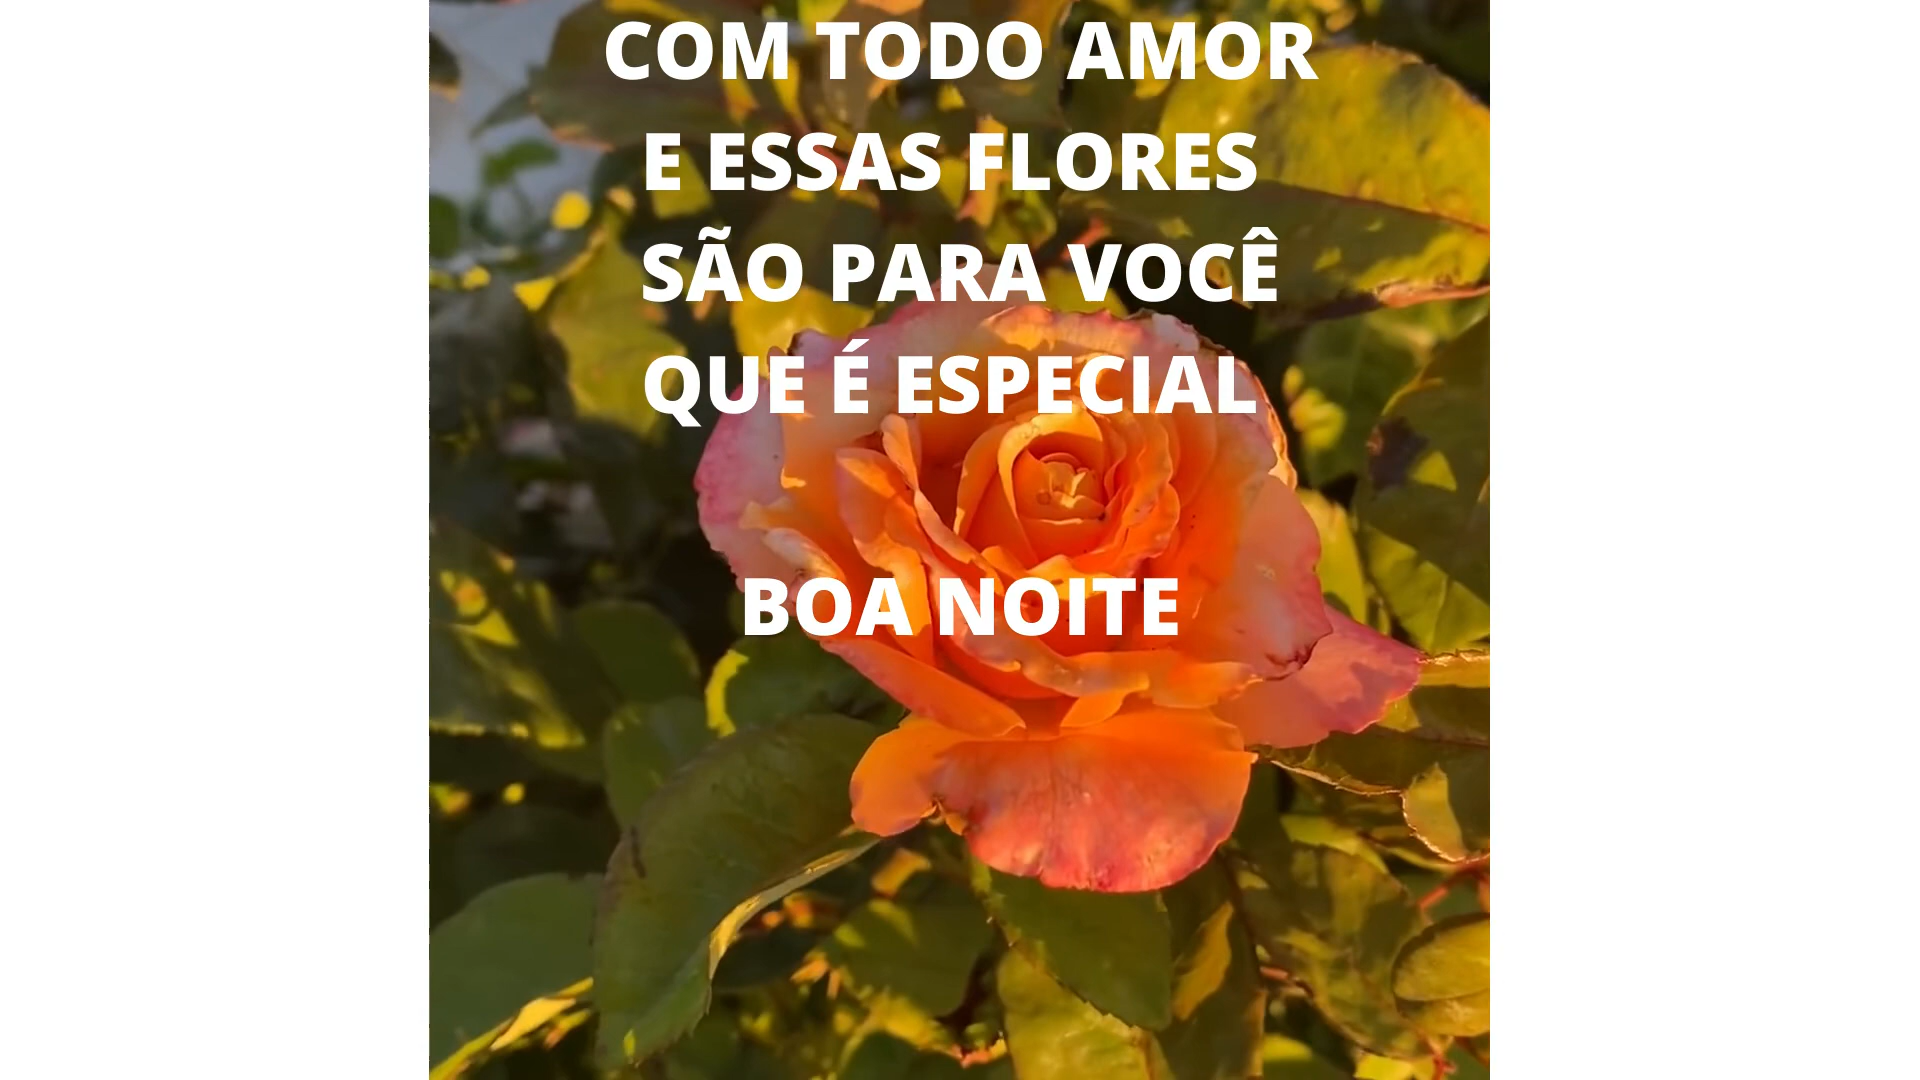 COM TODO AMOR
E ESSAS FLORES
SÃO PARA VOCÊ
QUE É ESPECIAL
BOA NOITE